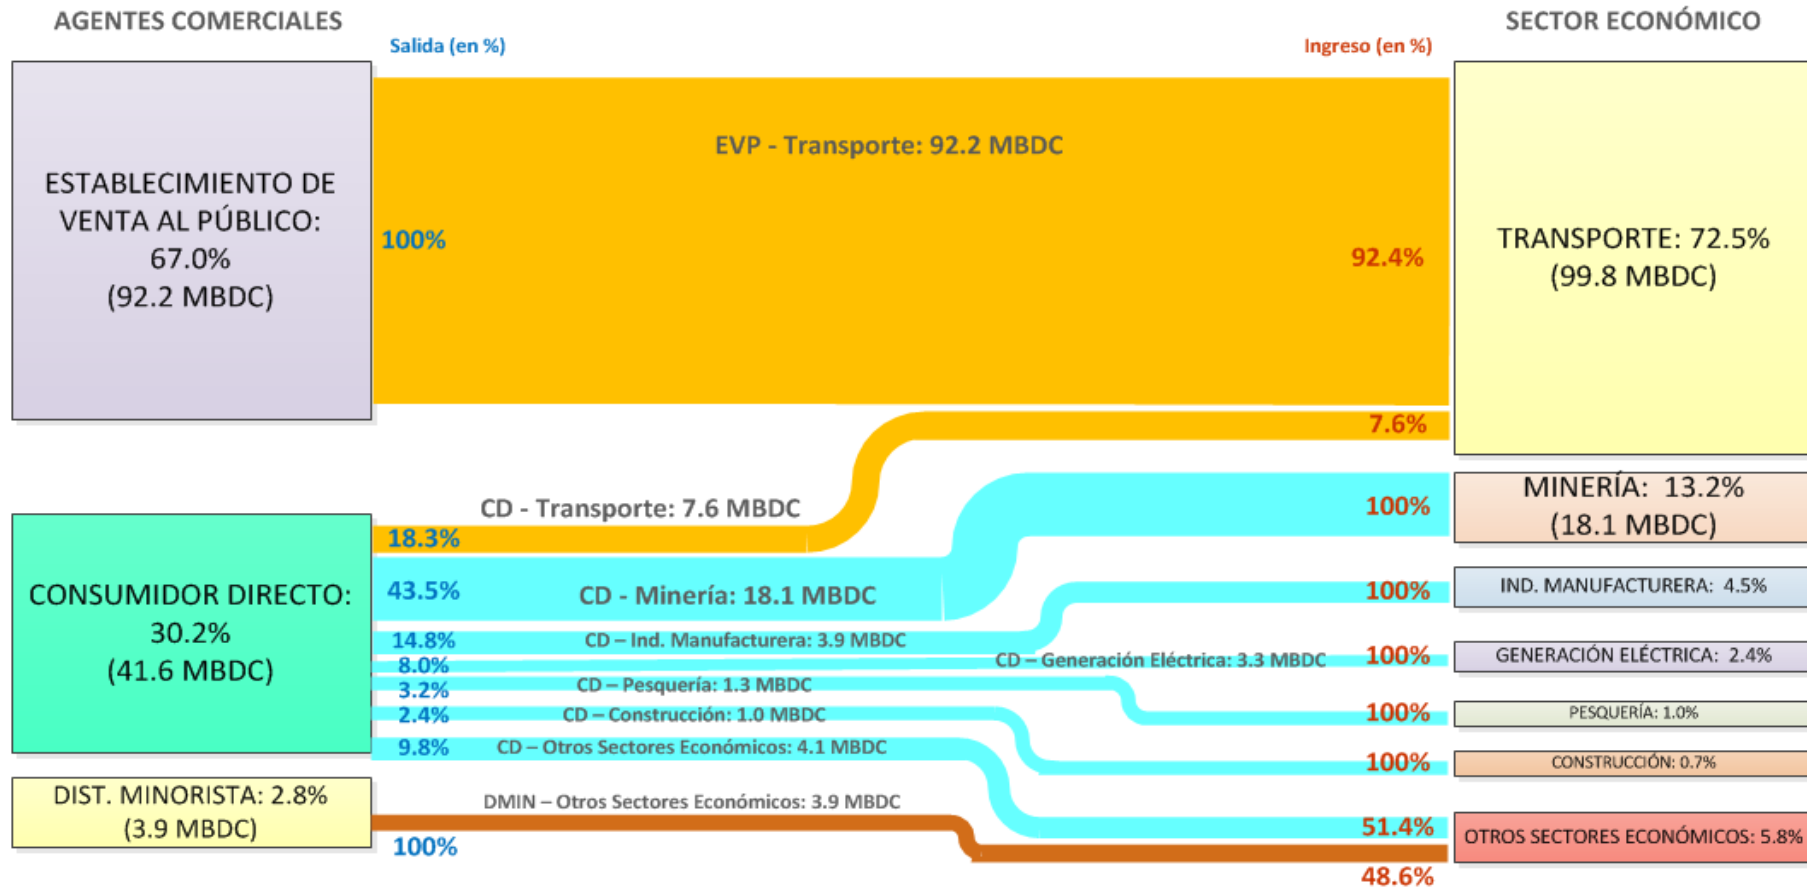 AGENTES COMERCIALES
SECTOR ECONÓMICO
Salida (en %)
Ingreso (en %)
ESTABLECIMIENTO DE
VENTA AL PÚBLICO:
67.0%
(92.2 MBDC)
EVP - Transporte: 92.2 MBDC
100%
92.4%
TRANSPORTE: 72.5%
(99.8 MBDC)
7.6%
CD - Transporte: 7.6 MBDC
18.3%
100%
MINERÍA: 13.2%
(18.1 MBDC)
CONSUMIDOR DIRECTO:
30.2%
(41.6 MBDC)
43.5%
CD - Minería: 18.1 MBDC
100%
IND. MANUFACTURERA: 4.5%
14.8%
CD – Ind. Manufacturera: 3.9 MBDC
8.0%
CD – Generación Eléctrica: 3.3 MBDC
100%
GENERACIÓN ELÉCTRICA: 2.4%
3.2%
CD – Pesquería: 1.3 MBDC
100%
PESQUERÍA: 1.0%
2.4%
CD – Construcción: 1.0 MBDC
9.8%
CD – Otros Sectores Económicos: 4.1 MBDC
100%
CONSTRUCCIÓN: 0.7%
DIST. MINORISTA: 2.8%
(3.9 MBDC)
DMIN – Otros Sectores Económicos: 3.9 MBDC
100%
51.4%
OTROS SECTORES ECONÓMICOS: 5.8%
48.6%